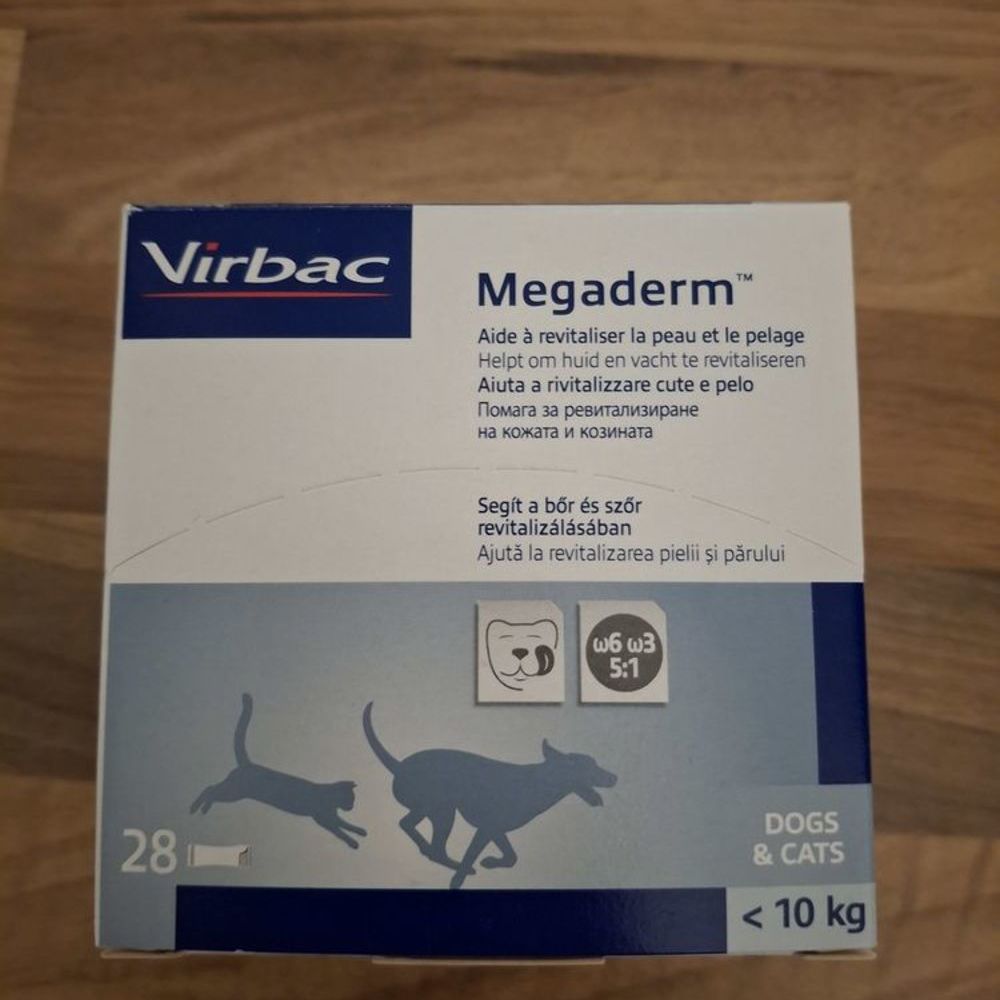 Virbac
Megaderm™
Aide à revitaliser la peau et le pelage
Helpt om huid en vacht te revitaliseren
Aiuta a rivitalizzare cute e pelo
Помага за ревитализиране
на кожата и козината
Segít a bőr és szőr
revitalizálásában
Ajută la revitalizarea pielii și părului
ω6 ω3
5:1
28
DOGS
& CATS
< 10 kg